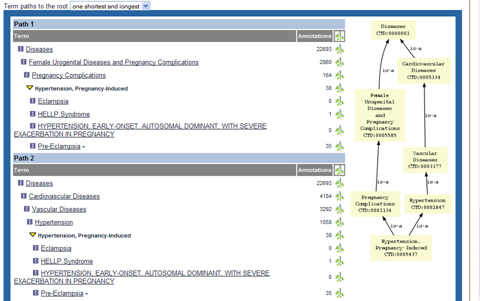 Term paths to the root one shortest and longest
Path 1
Term Annotations
Diseases 22693
Female Urogenital Diseases and Pregnancy Complications 2860
Pregnancy Complications 164
Hypertension, Pregnancy-Induced 38
Eclampsia 0
HELLP Syndrome 1
HYPERTENSION, EARLY-ONSET, AUTOSOMAL DOMINANT, WITH SEVERE
EXACERBATION IN PREGNANCY 0
Pre-Eclampsia + 35
Path 2
Term Annotations
Diseases 22693
Cardiovascular Diseases 4184
Vascular Diseases 3292
Hypertension 1058
Hypertension, Pregnancy-Induced 38
Eclampsia 0
HELLP Syndrome 1
HYPERTENSION, EARLY-ONSET, AUTOSOMAL DOMINANT, WITH SEVERE
EXACERBATION IN PREGNANCY 0
Pre-Eclampsia + 35
Diseases
CTD:0000001
is-a
is-a
Cardiovascular
Diseases
CTD:0005134
Female
Urogenital
Diseases
and
Pregnancy
Complications
CTD:0005585
is-a
Vascular
Diseases
CTD:0003177
is-a
is-a
Pregnancy
Complications
CTD:0001134
Hypertension
CTD:0002847
is-a
is-a
Hypertension,
Pregnancy-Induced
CTD:0005437